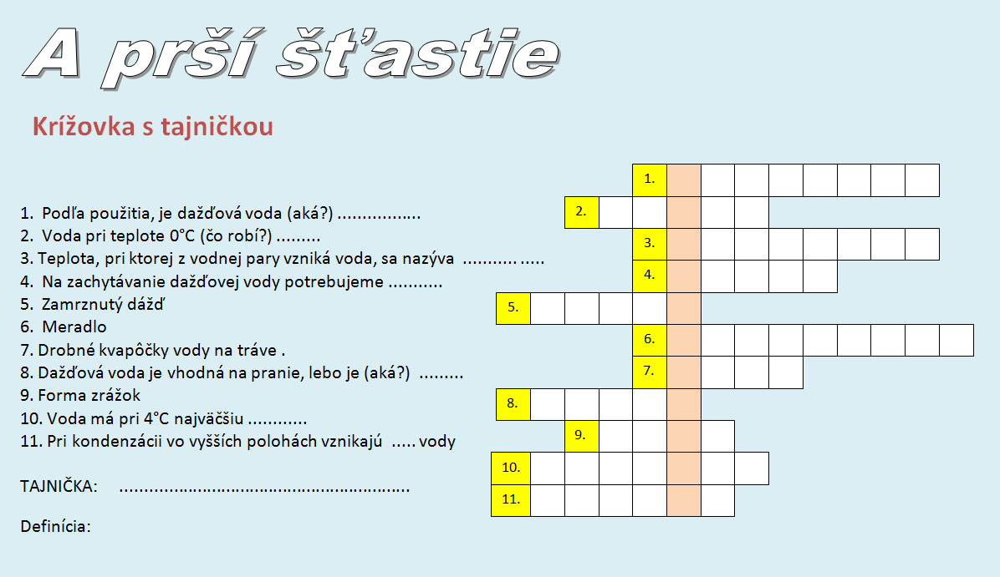 A prší šťastie
Krížovka s tajničkou
1. Podľa použitia, je dažďová voda (aká?) .................
2. Voda pri teplote 0°C (čo robí?) .........
3. Teplota, pri ktorej z vodnej pary vzniká voda, sa nazýva ........... .....
4. Na zachytávanie dažďovej vody potrebujeme ...........
5. Zamrznutý dážď
6. Meradlo
7. Drobné kvapôčky vody na tráve .
8. Dažďová voda je vhodná na pranie, lebo je (aká?) .........
9. Forma zrážok
10. Voda má pri 4°C najväčšiu ............
11. Pri kondenzácii vo vyšších polohách vznikajú ..... vody
TAJNIČKA: ..........................................................
Definícia:
1.
2.
3.
4.
5.
6.
7.
8.
9.
10.
11.